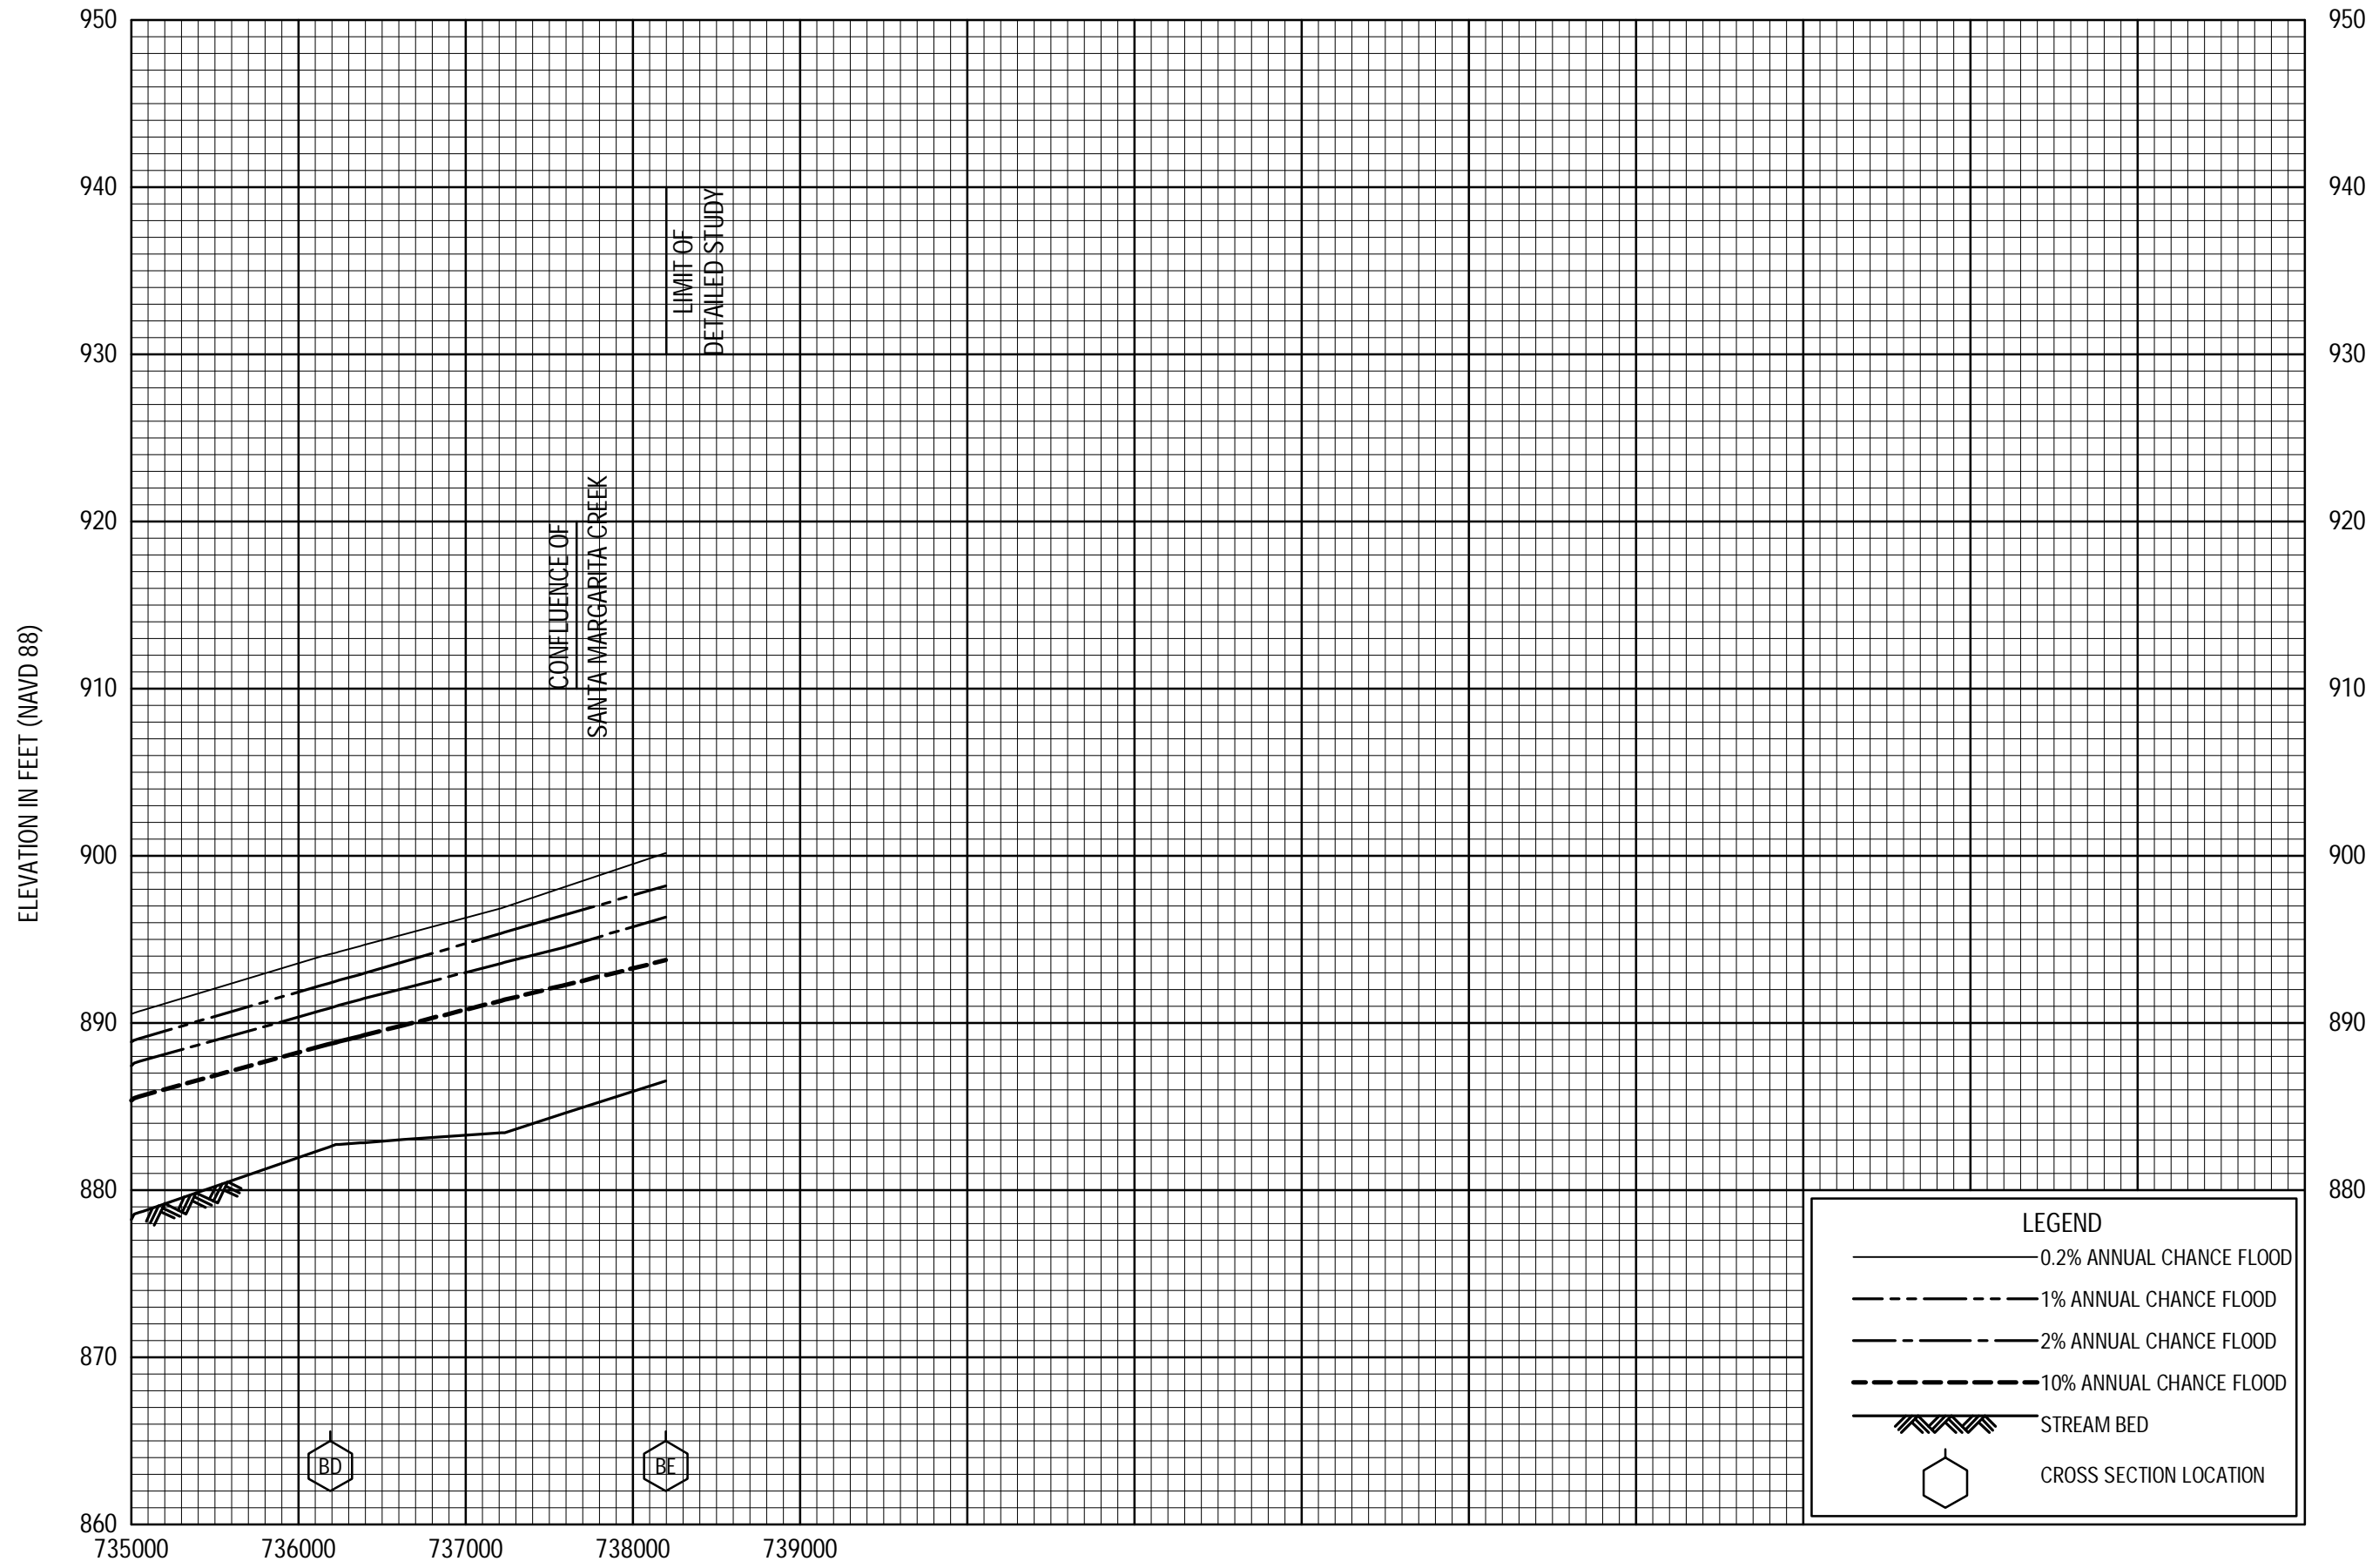 950
950
940
940
LIMIT OF
DETAILED STUDY
930
930
920
920
CONFLUENCE OF
SANTA MARGARITA CREEK
910
910
ELEVATION IN FEET (NAVD 88)
900
900
890
890
880
880
870
860
BD
BE
735000
736000
737000
738000
739000
LEGEND
0.2% ANNUAL CHANCE FLOOD
1% ANNUAL CHANCE FLOOD
2% ANNUAL CHANCE FLOOD
10% ANNUAL CHANCE FLOOD
STREAM BED
CROSS SECTION LOCATION